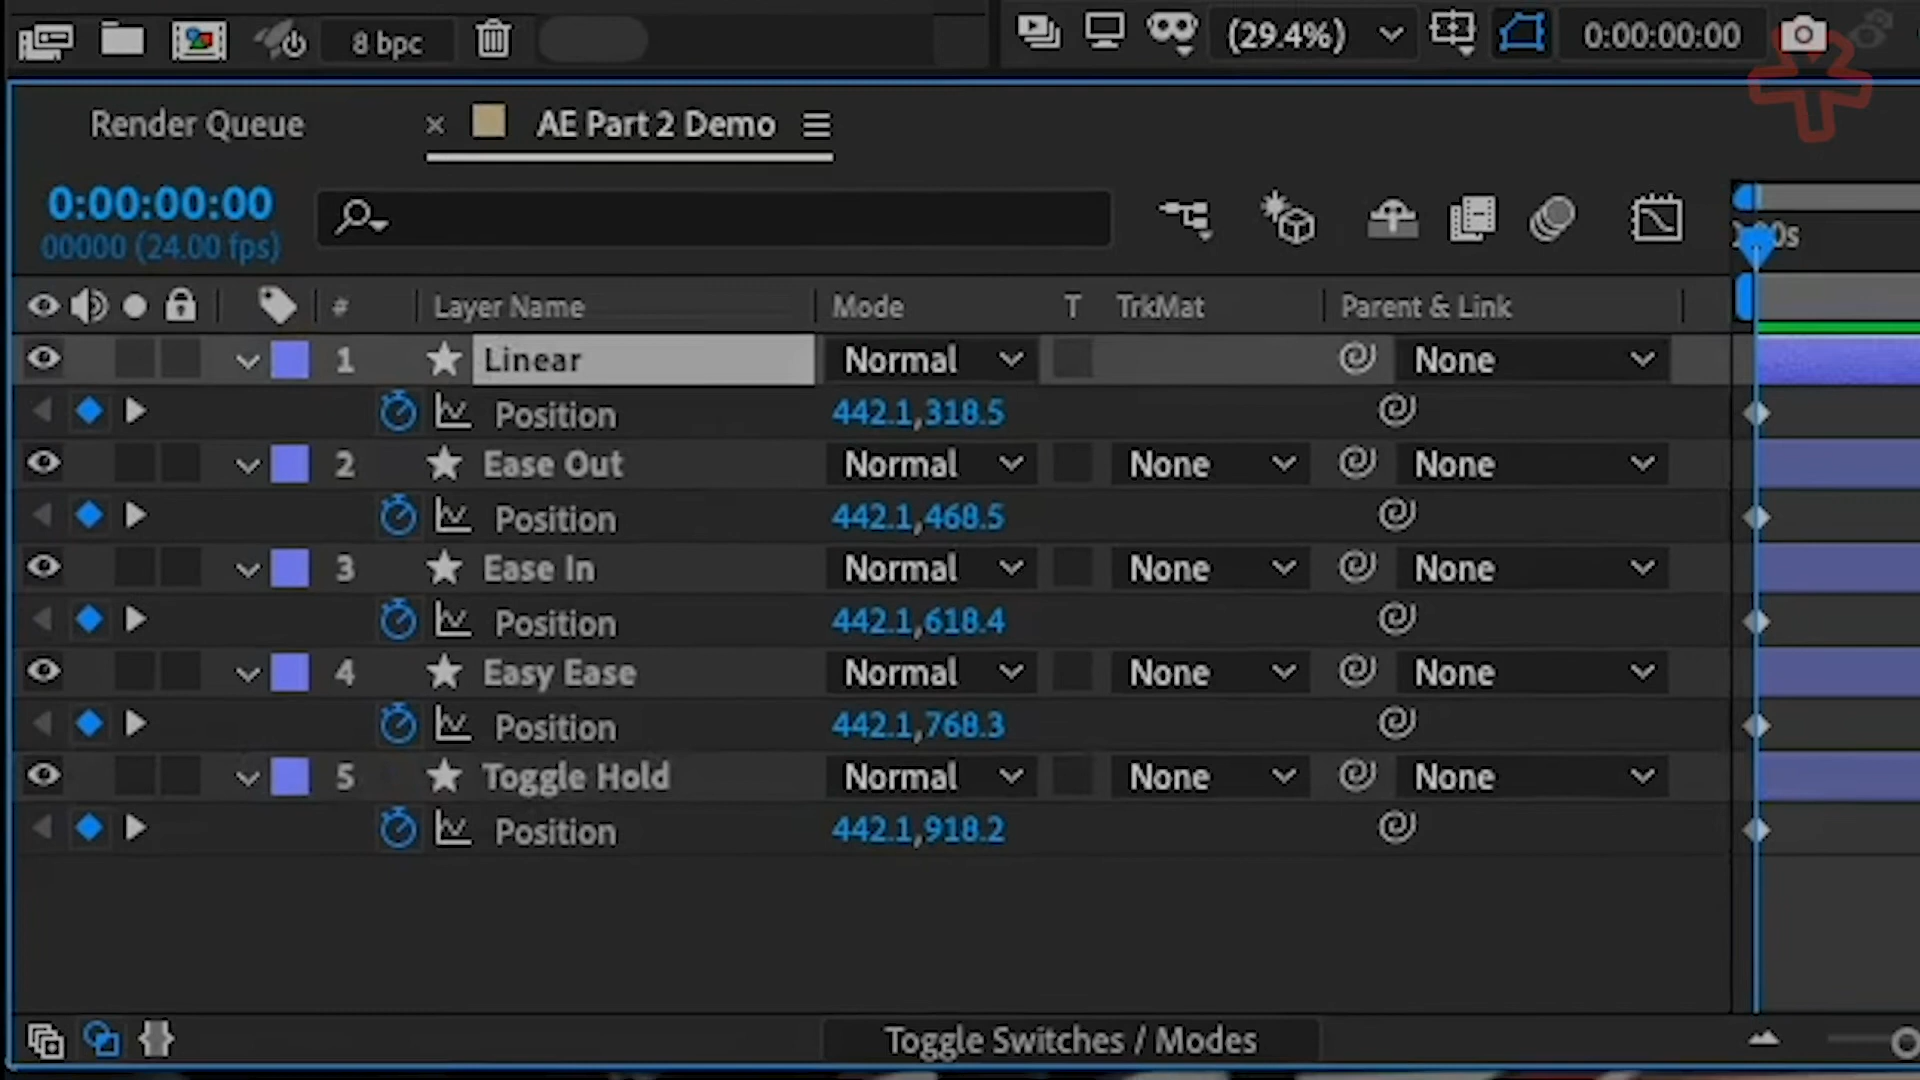 8 bpc
(29.4%) 0:00:00:00
Render Queue × AE Part 2 Demo
0:00:00:00
00000 (24.00 fps)
# Layer Name Mode T TrkMat Parent & Link
1 Linear Normal None
Position 442.1,318.5
2 Ease Out Normal None None
Position 442.1,468.5
3 Ease In Normal None None
Position 442.1,618.4
4 Easy Ease Normal None None
Position 442.1,768.3
5 Toggle Hold Normal None None
Position 442.1,918.2
Toggle Switches / Modes